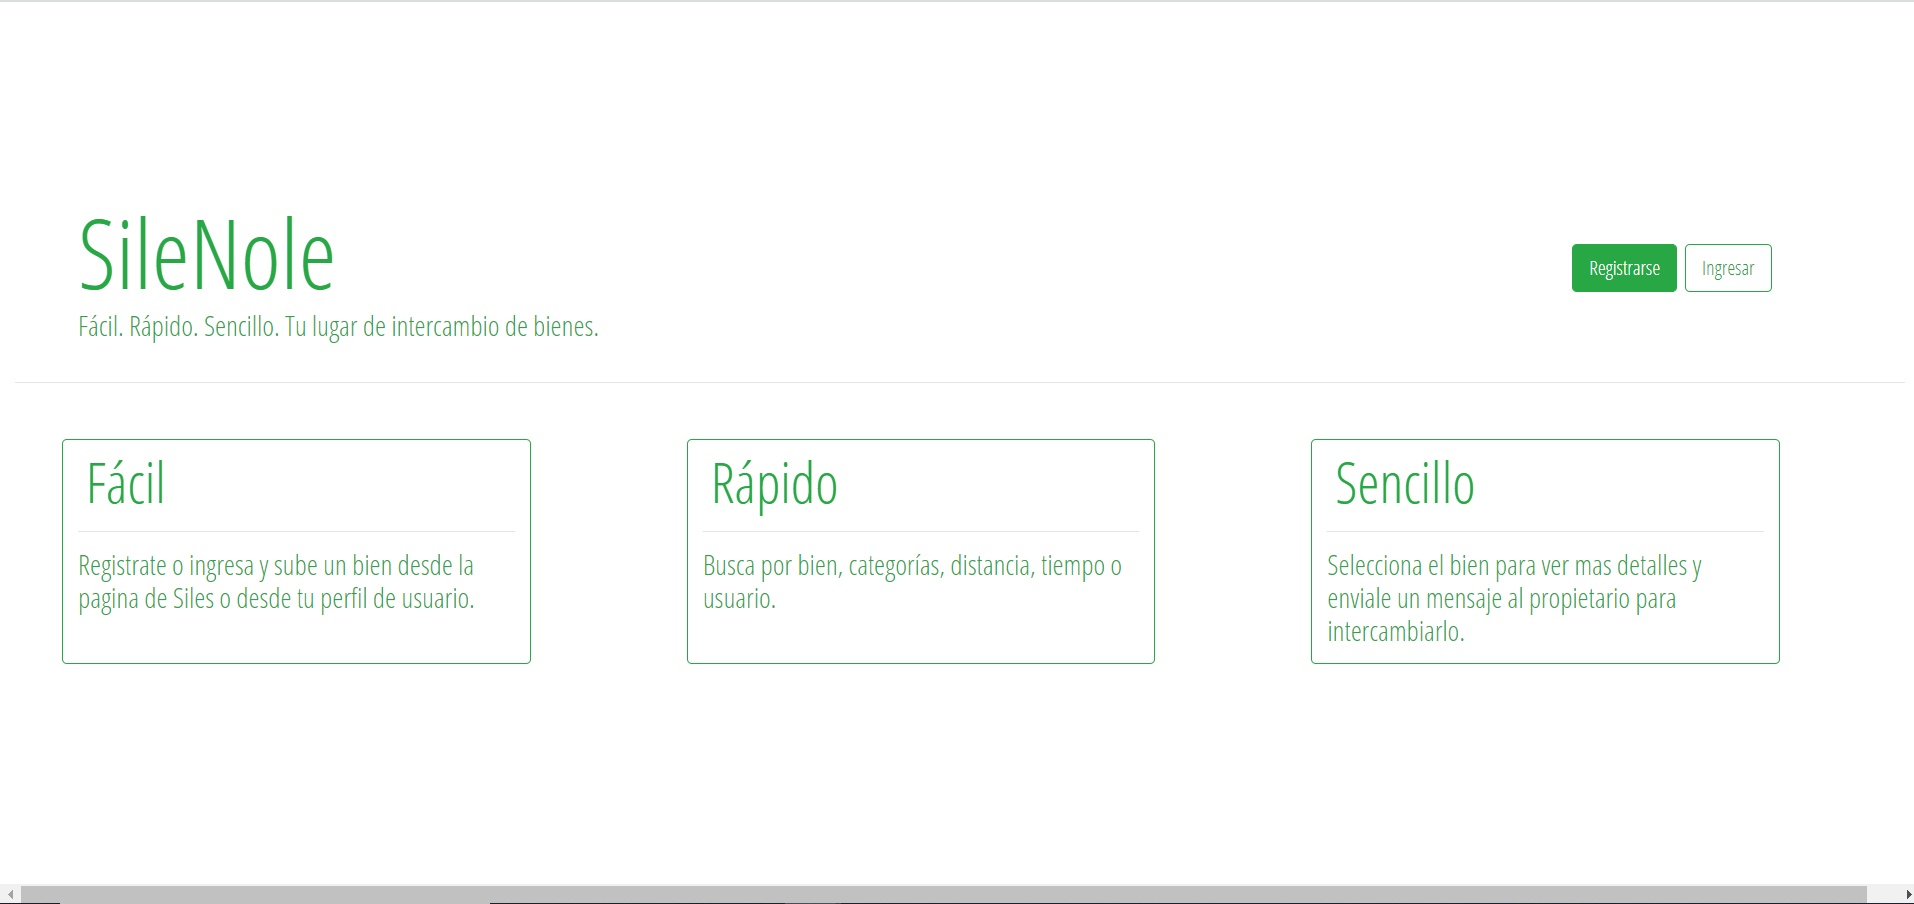 SileNole
Registrarse
Ingresar
Fácil. Rápido. Sencillo. Tu lugar de intercambio de bienes.
Fácil
Registrate o ingresa y sube un bien desde la
pagina de Siles o desde tu perfil de usuario.
Rápido
Busca por bien, categorías, distancia, tiempo o
usuario.
Sencillo
Selecciona el bien para ver mas detalles y
enviale un mensaje al propietario para
intercambiarlo.